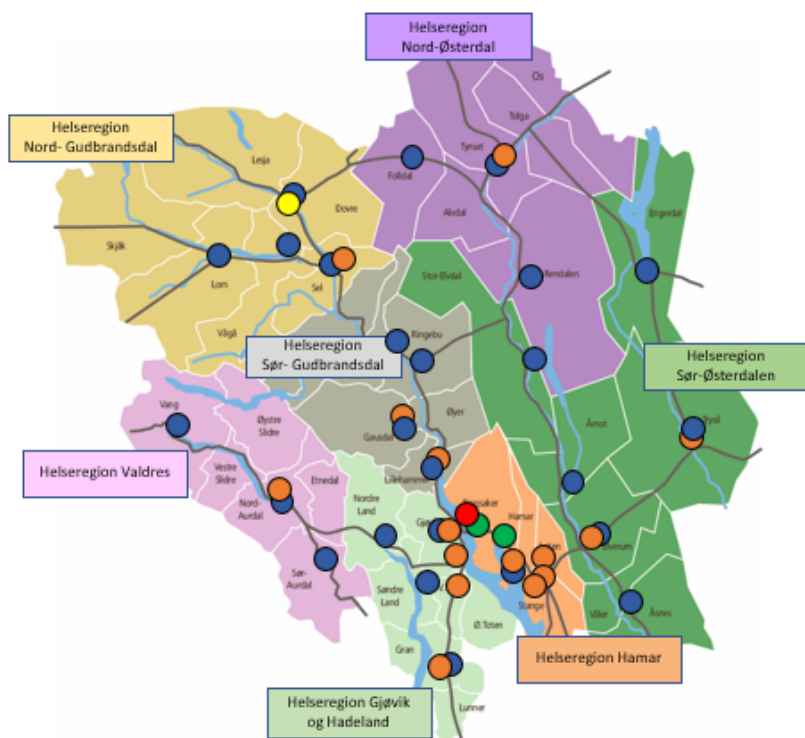 Helseregion
Nord-Østerdal
Os
Tolga
Helseregion
Nord- Gudbrandsdal
Tynset
Lesja
Folldal
Dovre
Alvdal
Engerdal
Skjåk
Stor-Elvdal
Rendalen
Lom
Sel
Vågå
Ringebu
Helseregion
Sør- Gudbrandsdal
Helseregion
Sør-Østerdalen
Vang
Øystre
Slidre
Øyer
Åmot
Gausdal
Helseregion Valdres
Vestre
Slidre
Etnedal
Lillehammer
Nord-
Aurdal
Nordre
Land
Hamar
Sør-
Aurdal
Søndre
Land
Stange
Våler
Åsnes
Ø.Toten
Gran
Helseregion Hamar
Helseregion Gjøvik
og Hadeland
Lunner